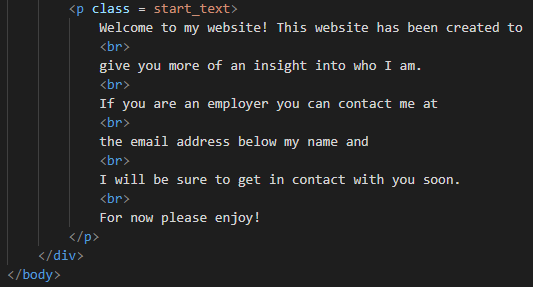 <p class = start_text>
Welcome to my website! This website has been created to
<br>
give you more of an insight into who I am.
<br>
If you are an employer you can contact me at
<br>
the email address below my name and
<br>
I will be sure to get in contact with you soon.
<br>
For now please enjoy!
</p>
</div>
</body>